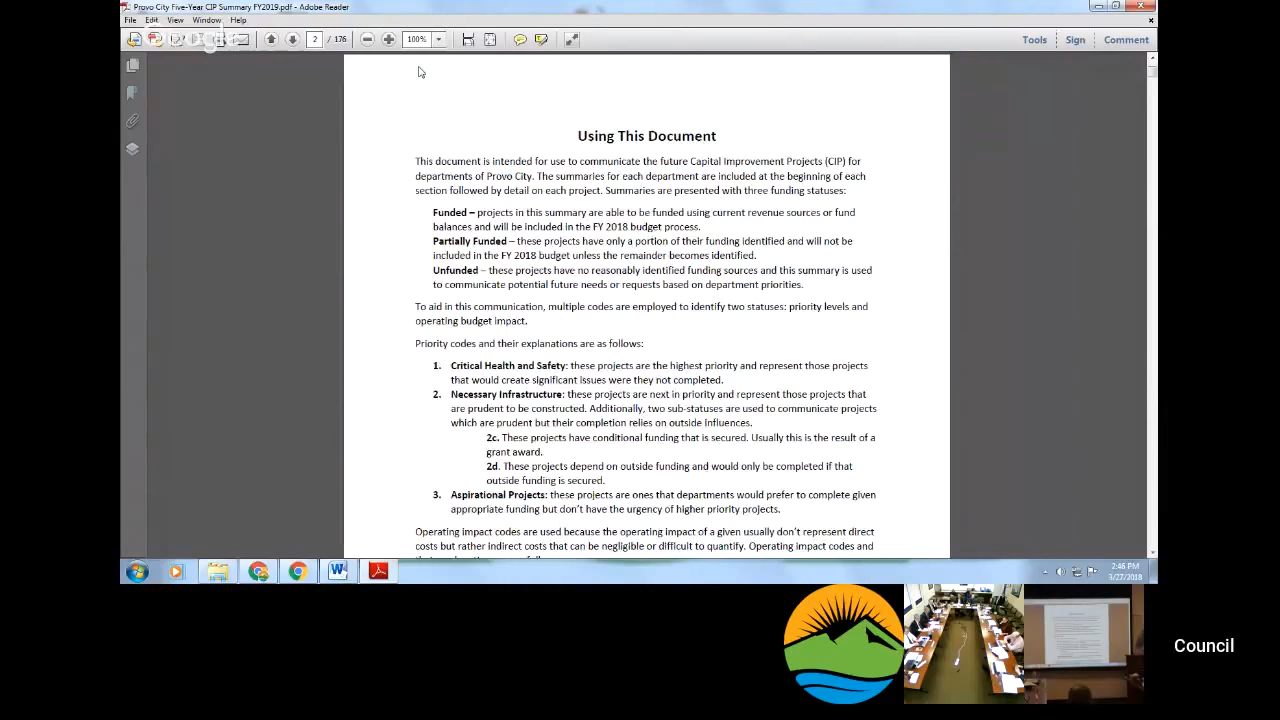 Provo City Five-Year CIP Summary FY2019.pdf - Adobe Reader
File Edit View Window Help
Google
2 / 176 100% Tools Sign Comment
Using This Document
This document is intended for use to communicate the future Capital Improvement Projects (CIP) for
departments of Provo City. The summaries for each department are included at the beginning of each
section followed by detail on each project. Summaries are presented with three funding statuses:
Funded – projects in this summary are able to be funded using current revenue sources or fund
balances and will be included in the FY 2018 budget process.
Partially Funded – these projects have only a portion of their funding identified and will not be
included in the FY 2018 budget unless the remainder becomes identified.
Unfunded – these projects have no reasonably identified funding sources and this summary is used
to communicate potential future needs or requests based on department priorities.
To aid in this communication, multiple codes are employed to identify two statuses: priority levels and
operating budget impact.
Priority codes and their explanations are as follows:
1. Critical Health and Safety: these projects are the highest priority and represent those projects
that would create significant issues were they not completed.
2. Necessary Infrastructure: these projects are next in priority and represent those projects that
are prudent to be constructed. Additionally, two sub-statuses are used to communicate projects
which are prudent but their completion relies on outside influences.
2c. These projects have conditional funding that is secured. Usually this is the result of a
grant award.
2d. These projects depend on outside funding and would only be completed if that
outside funding is secured.
3. Aspirational Projects: these projects are ones that departments would prefer to complete given
appropriate funding but don't have the urgency of higher priority projects.
Operating impact codes are used because the operating impact of a given usually don't represent direct
costs but rather indirect costs that can be negligible or difficult to quantify. Operating impact codes and
2:46 PM
3/27/2018
Council